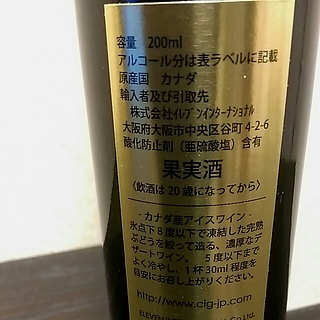 容量 200ml
アルコール分は表ラベルに記載
原産国 カナダ
輸入者及び引取先
株式会社ｲﾚﾌﾞﾝｲﾝﾀｰﾅｼｮﾅﾙ
大阪府大阪市中央区谷町 4-2-6
酸化防止剤（亜硫酸塩）含有
果実酒
（飲酒は 20 歳になってから）
- カナダ産アイスワイン -
氷点下 8 度以下で凍結した完熟
ぶどうを絞って造る、濃厚なデ
ザートワイン。 5 度以下まで
よく冷やし、1 杯 30ml 程度を
目安にお召し上がりください。
http://www.cig-jp.com
Co.Ltd.